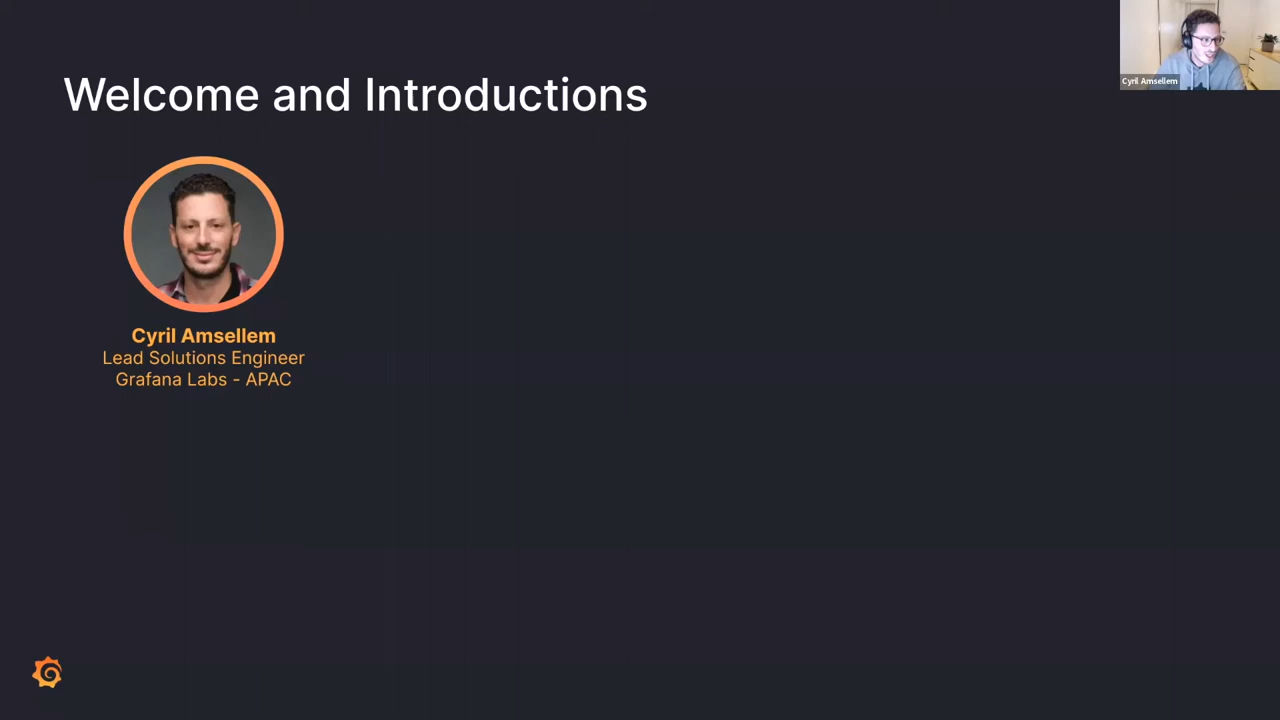 Welcome and Introductions
Cyril Amsellem
Cyril Amsellem
Lead Solutions Engineer
Grafana Labs - APAC